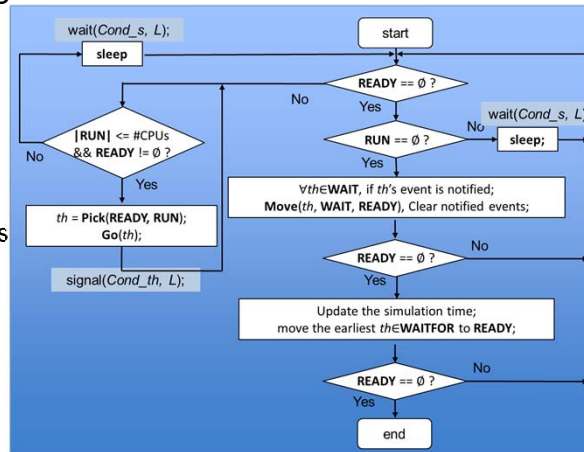 start
wait(Cond_s, L);
sleep
READY == Ø ?
No
Yes
|RUN| <= #CPUs
&& READY != Ø ?
No
Yes
RUN == Ø ?
No
Yes
wait(Cond_s, L)
sleep;
∀th∈WAIT, if th's event is notified;
Move(th, WAIT, READY), Clear notified events;
th = Pick(READY, RUN);
Go(th);
s
signal(Cond_th, L);
READY == Ø ?
No
Yes
Update the simulation time;
move the earliest th∈WAITFOR to READY;
READY == Ø ?
No
Yes
end